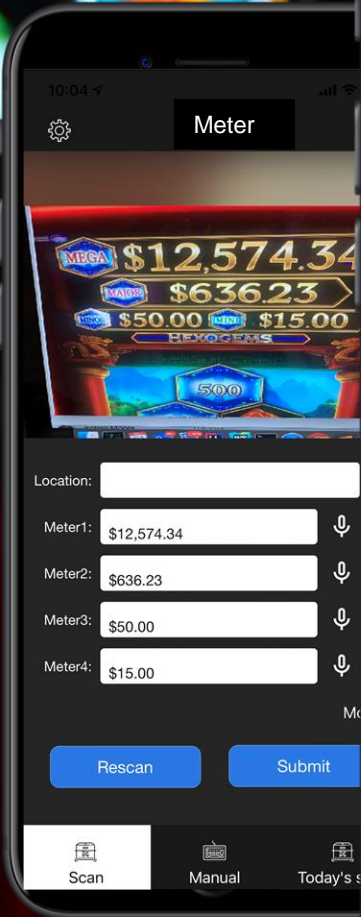 10:04
Meter
MEGA $12,574.34
MAJOR $636.23
MINOR $50.00 MINI $15.00
HEXOGEMS
500
Location:
Meter1: $12,574.34
Meter2: $636.23
Meter3: $50.00
Meter4: $15.00
Mo
Rescan Submit
Scan Manual Today's s